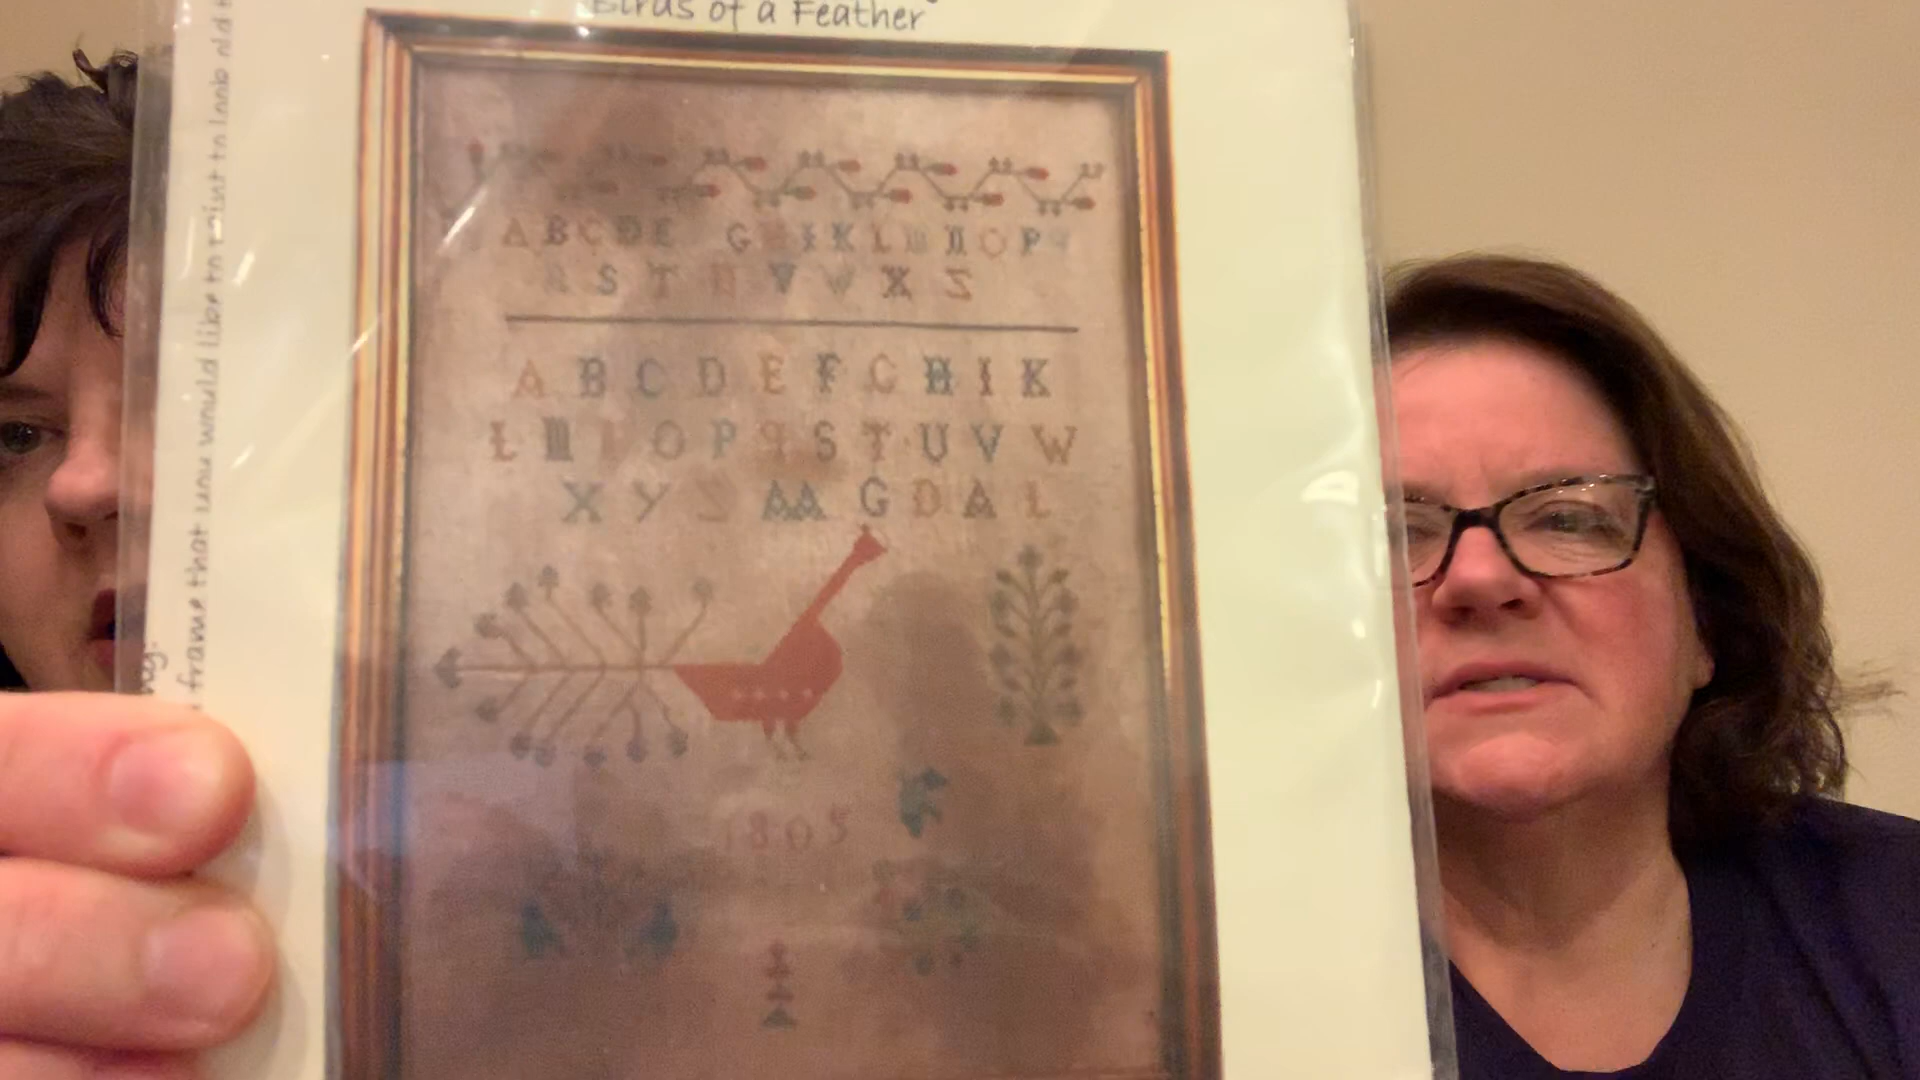 Birds of a Feather
frame that you would like to paint to look old
A B C D E G I K L M N O P
R S T U V W X Z
A B C D E F G H I K
L M N O P Q S T U V W
X Y Z M G D A L
1805